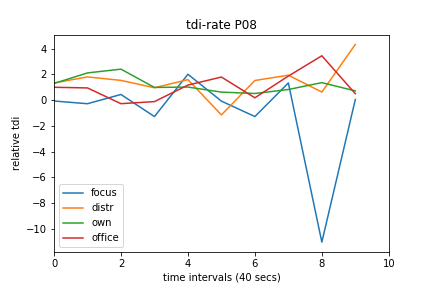 tdi-rate P08
relative tdi
4
2
0
−2
−4
−6
−8
−10
focus
distr
own
office
0 2 4 6 8 10
time intervals (40 secs)